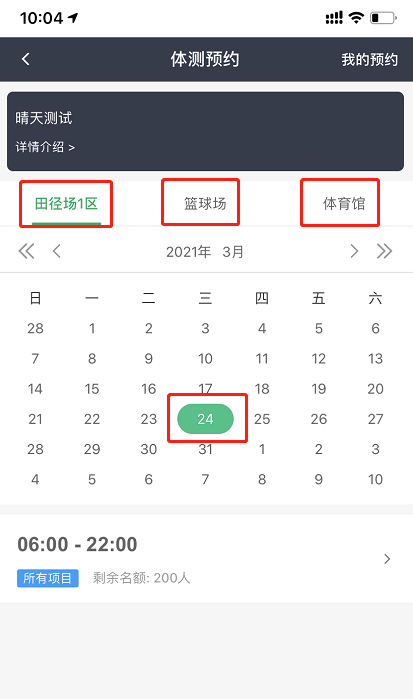 10:04
体测预约
我的预约
晴天测试
详情介绍 >
田径场1区 篮球场 体育馆
2021年 3月
日 一 二 三 四 五 六
28 1 2 3 4 5 6
7 8 9 10 11 12 13
14 15 16 17 18 19 20
21 22 23 24 25 26 27
28 29 30 31 1 2 3
4 5 6 7 8 9 10
06:00 - 22:00
所有项目 剩余名额: 200人